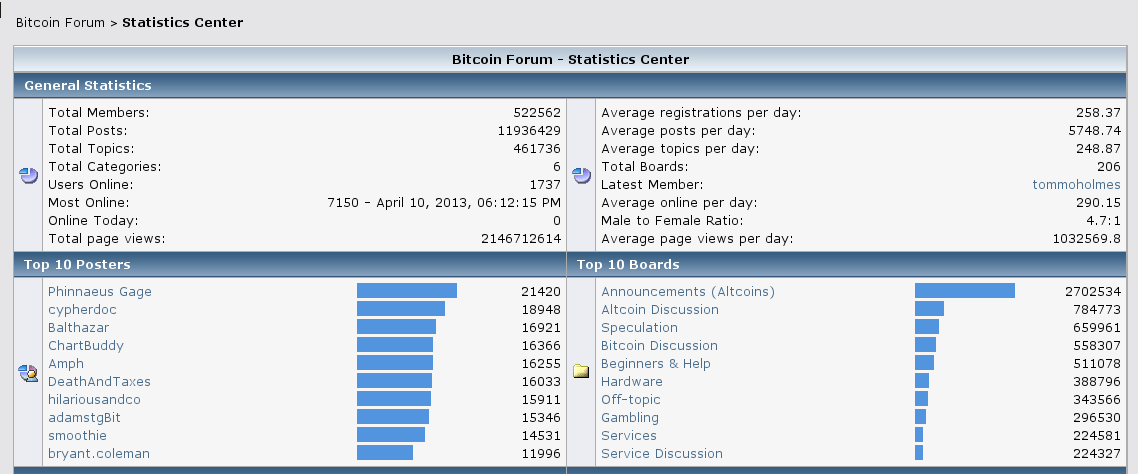 Bitcoin Forum > Statistics Center
Bitcoin Forum - Statistics Center
General Statistics
Total Members: 522562
Total Posts: 11936429
Total Topics: 461736
Total Categories: 6
Users Online: 1737
Most Online: 7150 - April 10, 2013, 06:12:15 PM
Online Today: 0
Total page views: 2146712614
Average registrations per day: 258.37
Average posts per day: 5748.74
Average topics per day: 248.87
Total Boards: 206
Latest Member: tommoholmes
Average online per day: 290.15
Male to Female Ratio: 4.7:1
Average page views per day: 1032569.8
Top 10 Posters
Phinnaeus Gage 21420
cypherdoc 18948
Balthazar 16921
ChartBuddy 16366
Amph 16255
DeathAndTaxes 16033
hilariousandco 15911
adamstgBit 15346
smoothie 14531
bryant.coleman 11996
Top 10 Boards
Announcements (Altcoins) 2702534
Altcoin Discussion 784773
Speculation 659961
Bitcoin Discussion 558307
Beginners & Help 511078
Hardware 388796
Off-topic 343566
Gambling 296530
Services 224581
Service Discussion 224327